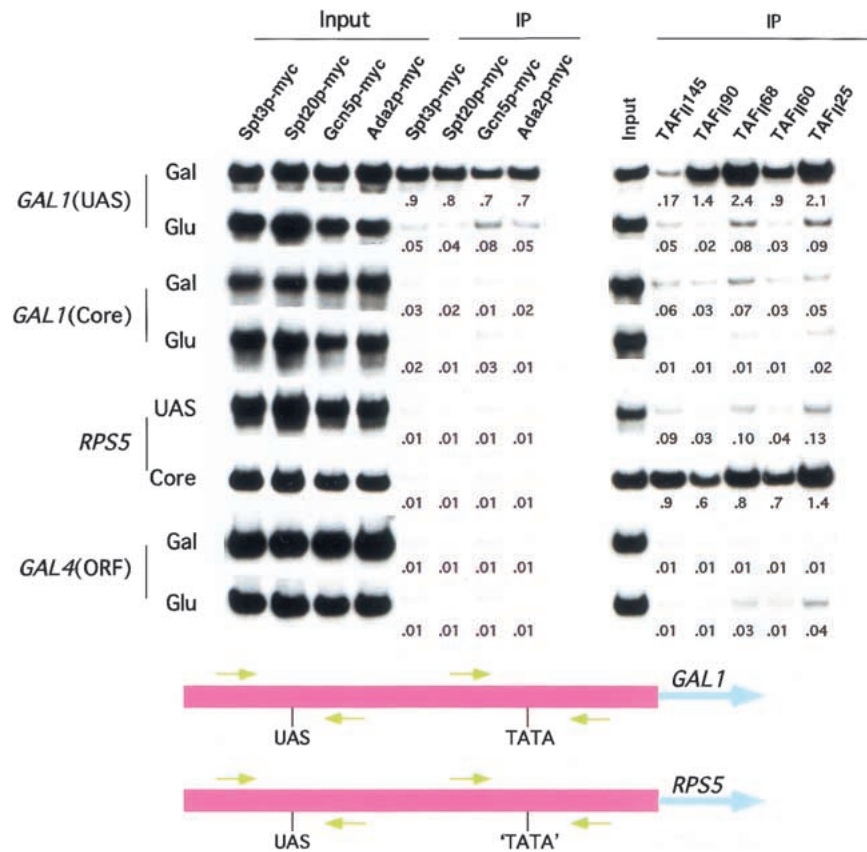 Input IP IP
Spt3p-myc Spt20p-myc Gcn5p-myc Ada2p-myc Spt3p-myc Spt20p-myc Gcn5p-myc Ada2p-myc Input TAFII145 TAFII90 TAFII68 TAFII60 TAFII25
GAL1(UAS)
Gal
.9 .8 .7 .7 .17 1.4 2.4 .9 2.1
Glu
.05 .04 .08 .05 .05 .02 .08 .03 .09
GAL1(Core)
Gal
.03 .02 .01 .02 .06 .03 .07 .03 .05
Glu
.02 .01 .03 .01 .01 .01 .01 .01 .02
RPS5
UAS
.01 .01 .01 .01 .09 .03 .10 .04 .13
Core
.01 .01 .01 .01 .9 .6 .8 .7 1.4
GAL4(ORF)
Gal
.01 .01 .01 .01 .01 .01 .01 .01 .01
Glu
.01 .01 .01 .01 .01 .01 .03 .01 .04
GAL1
UAS TATA
RPS5
UAS 'TATA'